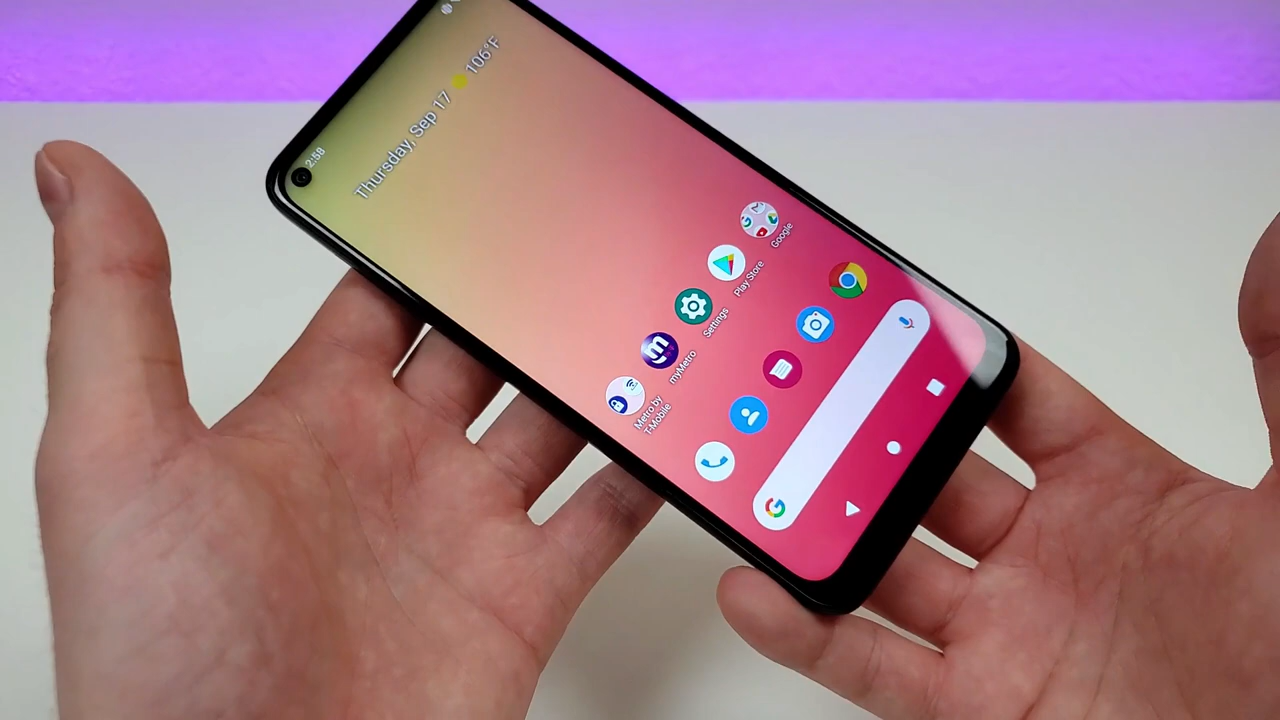 2:58
Thursday, Sep 17 106°F
Metro by
T-Mobile
myMetro
Settings
Play Store
Google